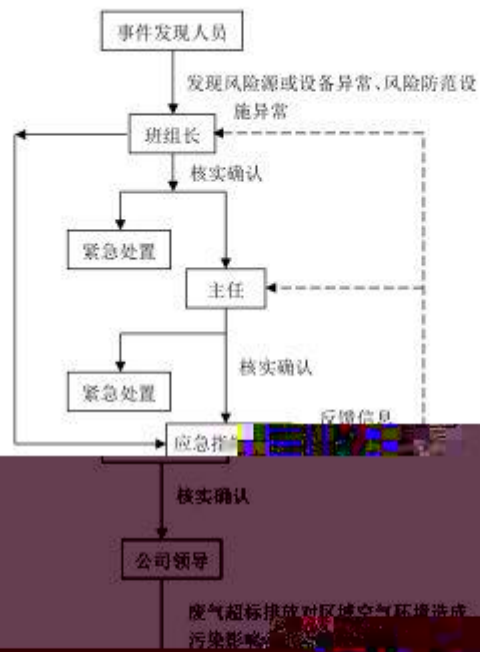 事件发现人员
发现风险源或设备异常、风险防范设
施异常
班组长
核实确认
紧急处置
主任
核实确认
紧急处置
反馈信息
应急指
核实确认
公司领导
废气超标排放对区域空气环境造成
污染影响